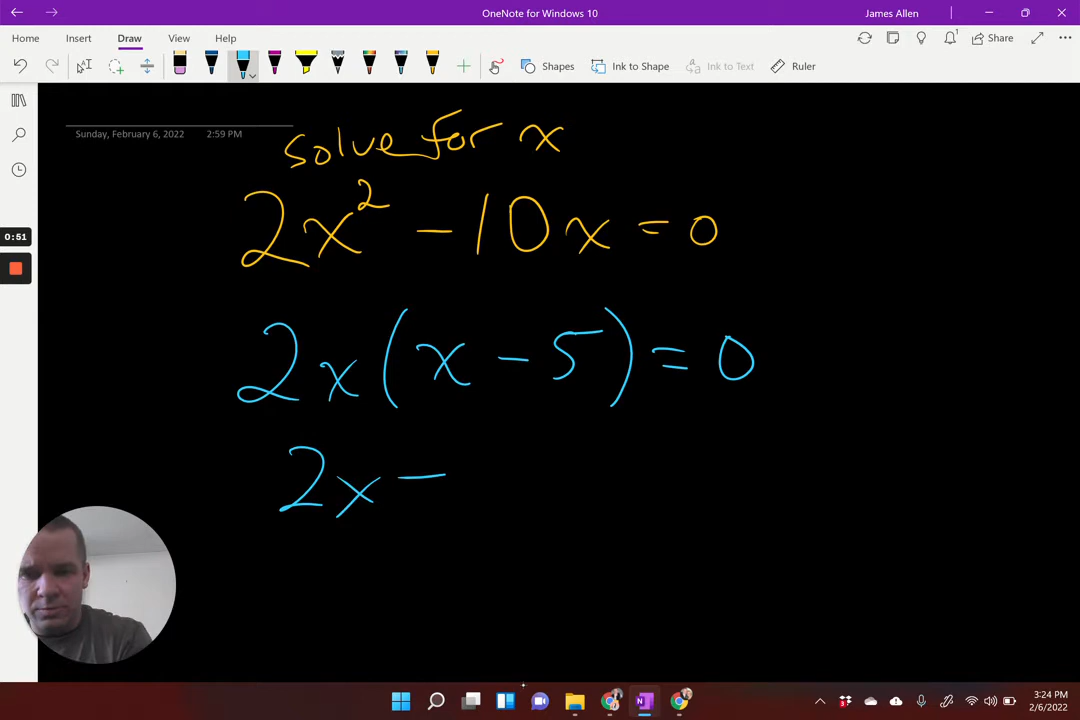 OneNote for Windows 10
James Allen
Home Insert Draw View Help
Share
Shapes Ink to Shape Ink to Text Ruler
Sunday, February 6, 2022 2:59 PM
solve for x
2x² - 10x = 0
0:51
2x(x - 5) = 0
2x -
3:24 PM
2/6/2022